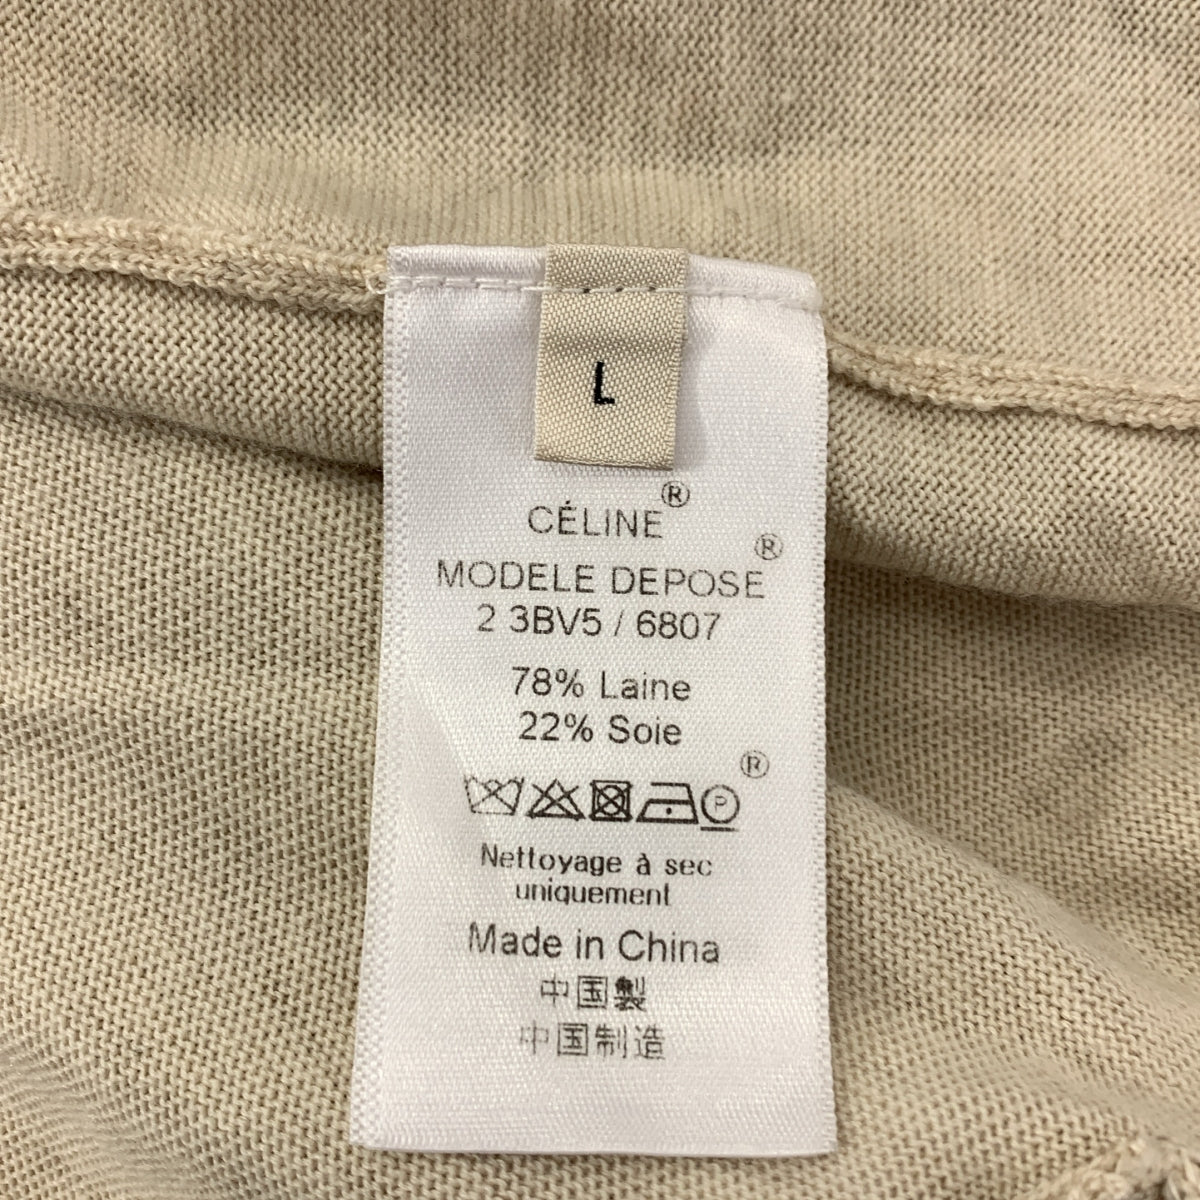 L
CÉLINE®
MODELE DEPOSE®
2 3BV5 / 6807
78% Laine
22% Soie
® P
Nettoyage à sec
uniquement
Made in China
中国製
中国制造